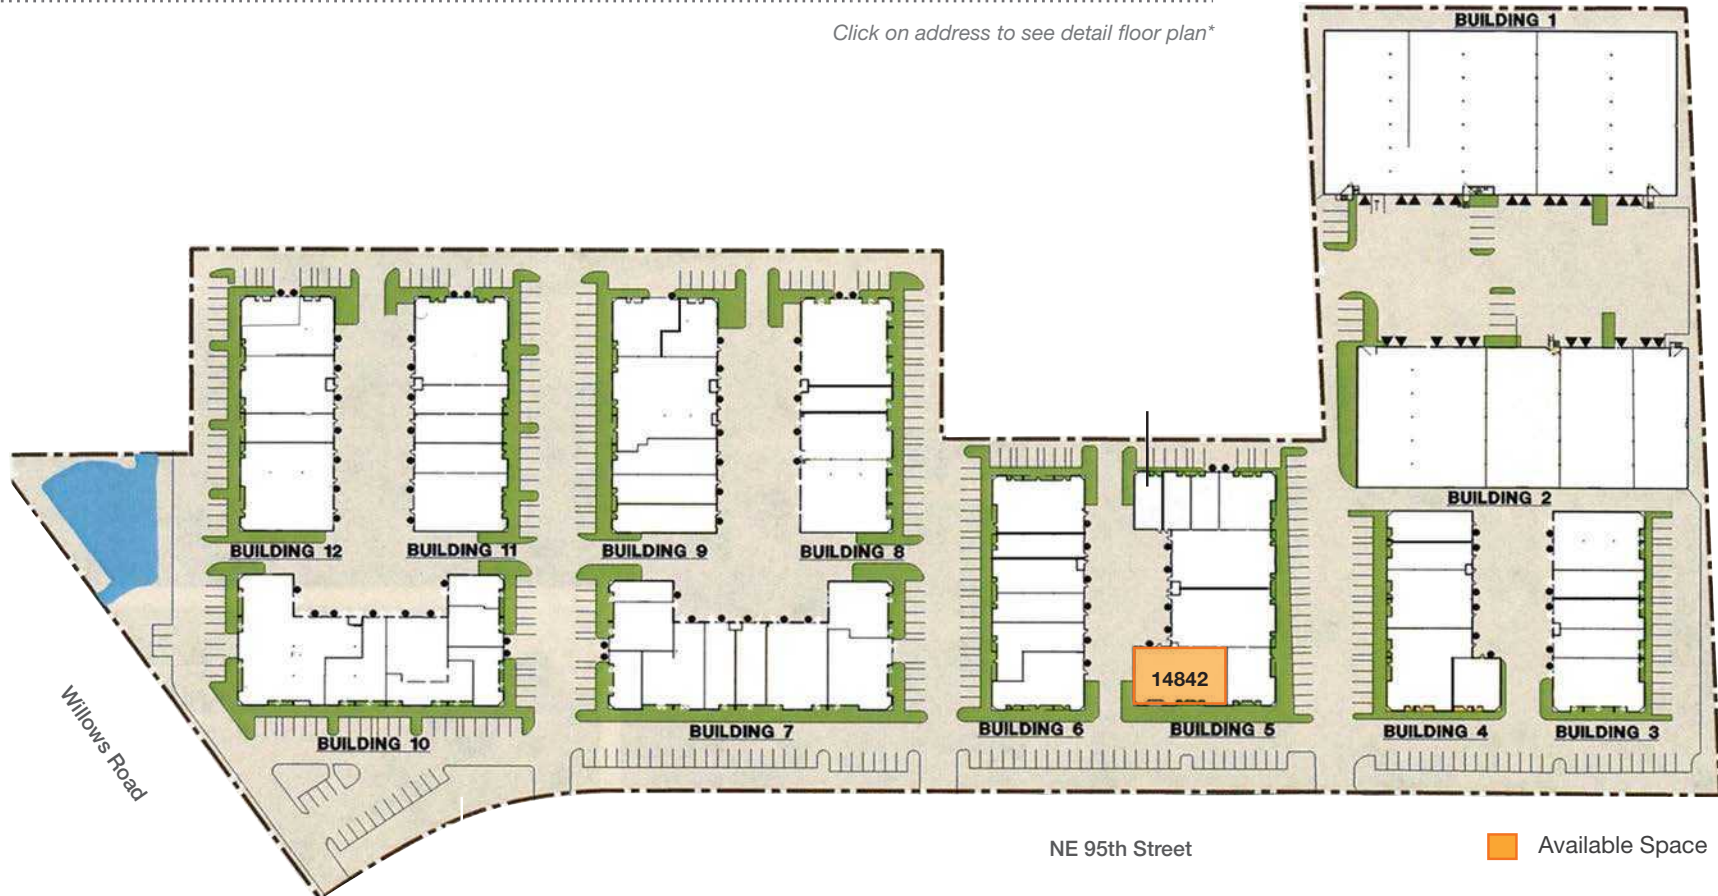 Click on address to see detail floor plan*
BUILDING 1
BUILDING 2
BUILDING 12
BUILDING 11
BUILDING 9
BUILDING 8
14842
BUILDING 10
BUILDING 7
BUILDING 6
BUILDING 5
BUILDING 4
BUILDING 3
Willows Road
NE 95th Street
Available Space